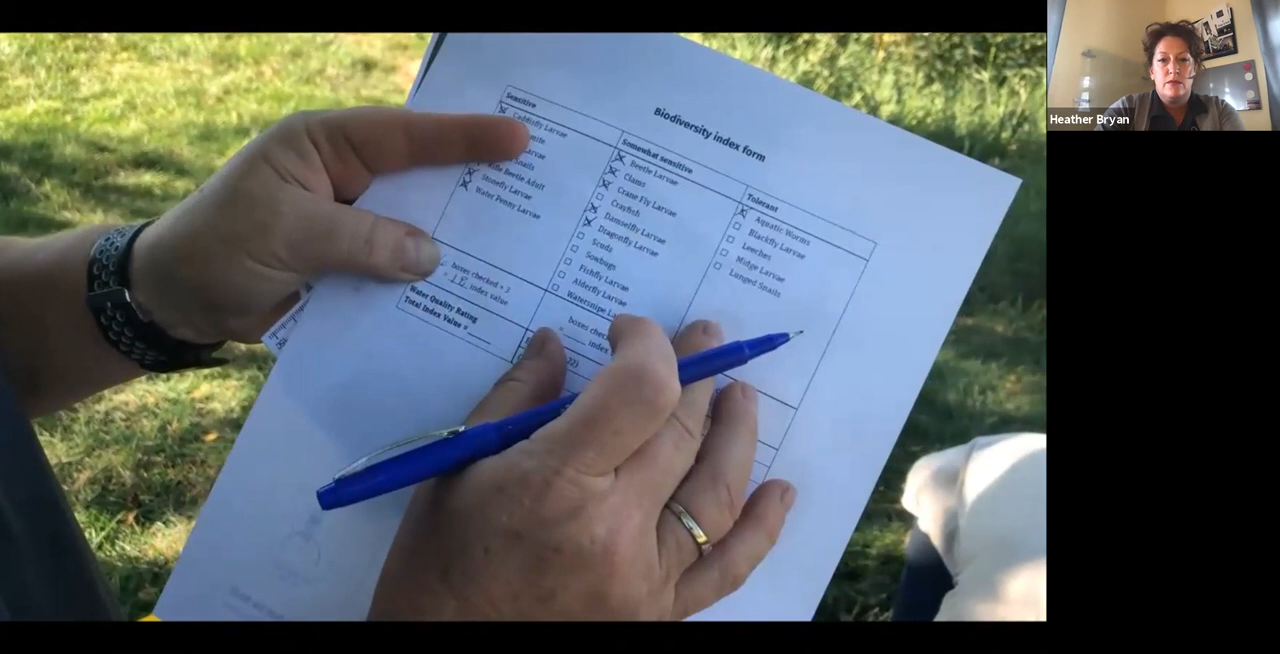 Heather Bryan
Biodiversity index form
Sensitive
Caddisfly Larvae
Snails
Riffle Beetle Adult
Stonefly Larvae
Water Penny Larvae
boxes checked × 3
= index value
Somewhat sensitive
Beetle Larvae
Clams
Crane Fly Larvae
Crayfish
Damselfly Larvae
Dragonfly Larvae
Scuds
Sowbugs
Fishfly Larvae
Alderfly Larvae
Watersnipe
boxes
= index
Tolerant
Aquatic Worms
Blackfly Larvae
Leeches
Midge Larvae
Lunged Snails
Water Quality Rating
Total Index Value =